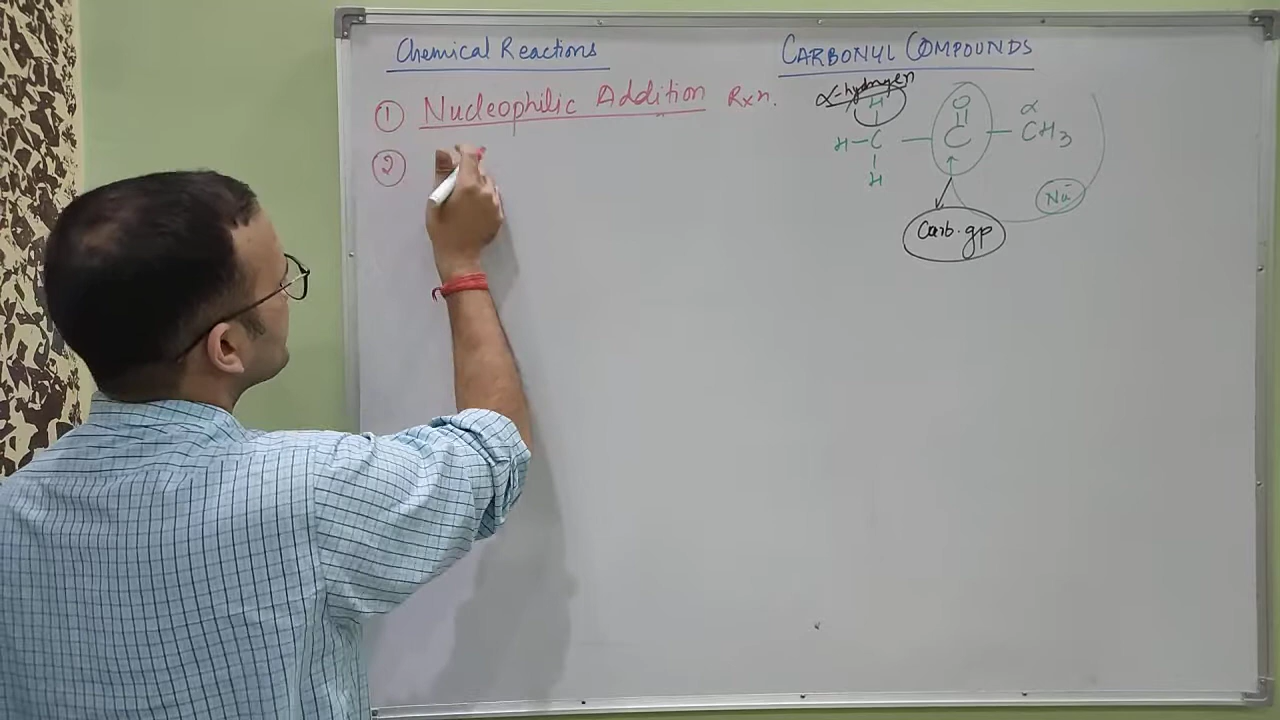 Chemical Reactions
CARBONYL COMPOUNDS
① Nucleophilic Addition Rxn.
②
α-hydrogen
H O α
H-C-C-CH3
H
Nu-
Carb. gp